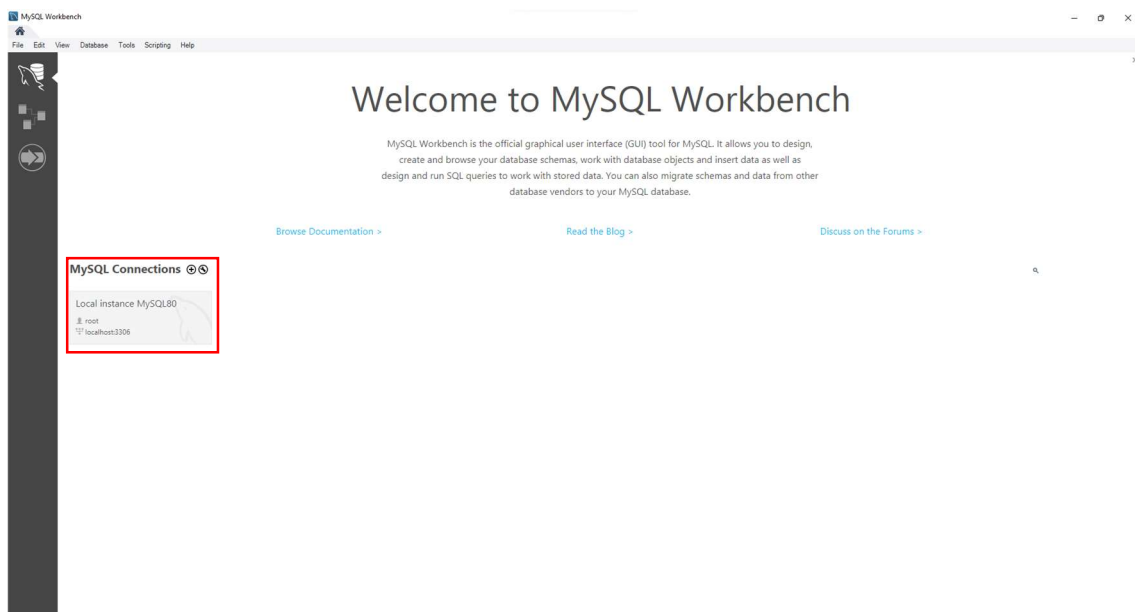 MySQL Workbench
File Edit View Database Tools Scripting Help
Welcome to MySQL Workbench
MySQL Workbench is the official graphical user interface (GUI) tool for MySQL. It allows you to design,
create and browse your database schemas, work with database objects and insert data as well as
design and run SQL queries to work with stored data. You can also migrate schemas and data from other
database vendors to your MySQL database.
Browse Documentation > Read the Blog > Discuss on the Forums >
MySQL Connections
Local instance MySQL80
root
localhost:3306